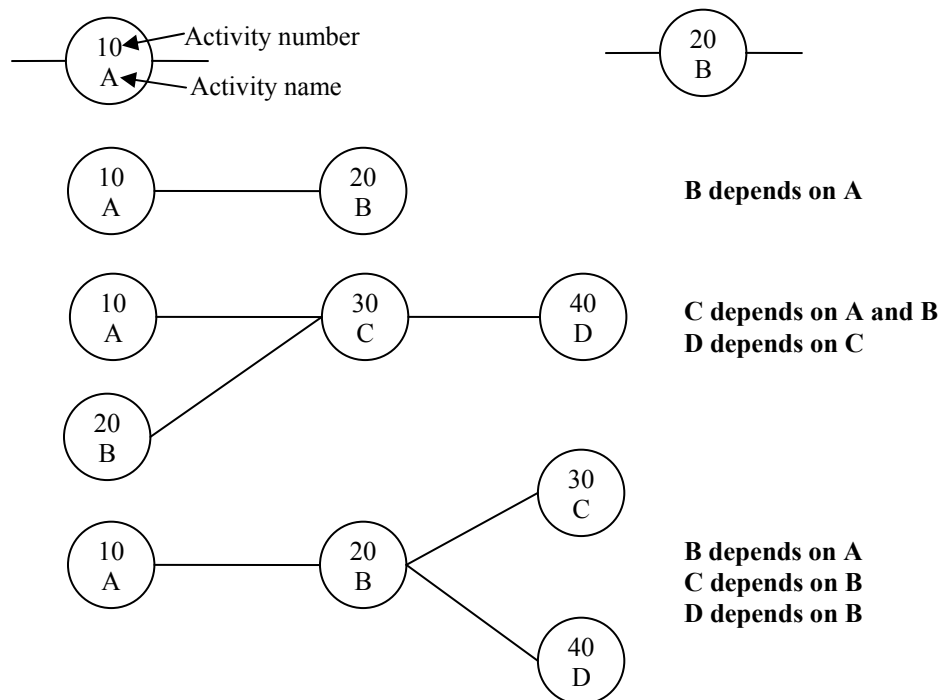 10
A
Activity number
Activity name
20
B
10
A
20
B
B depends on A
10
A
30
C
40
D
20
B
C depends on A and B
D depends on C
10
A
20
B
30
C
40
D
B depends on A
C depends on B
D depends on B